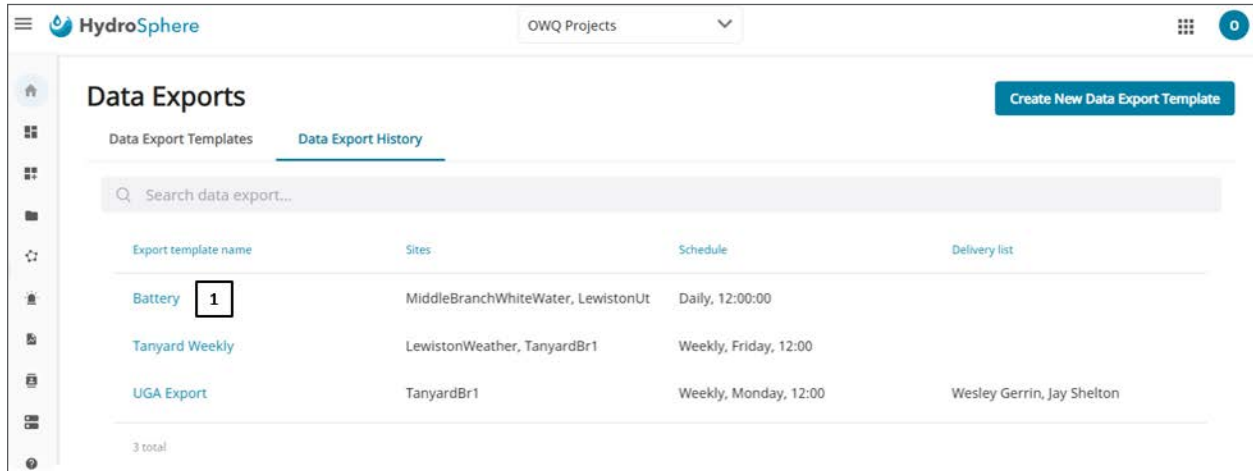 HydroSphere
OWQ Projects
O
Data Exports
Create New Data Export Template
Data Export Templates
Data Export History
Search data export...
Export template name Sites Schedule Delivery list
Battery 1 MiddleBranchWhiteWater, LewistonUt Daily, 12:00:00
Tanyard Weekly LewistonWeather, TanyardBr1 Weekly, Friday, 12:00
UGA Export TanyardBr1 Weekly, Monday, 12:00 Wesley Gerrin, Jay Shelton
3 total